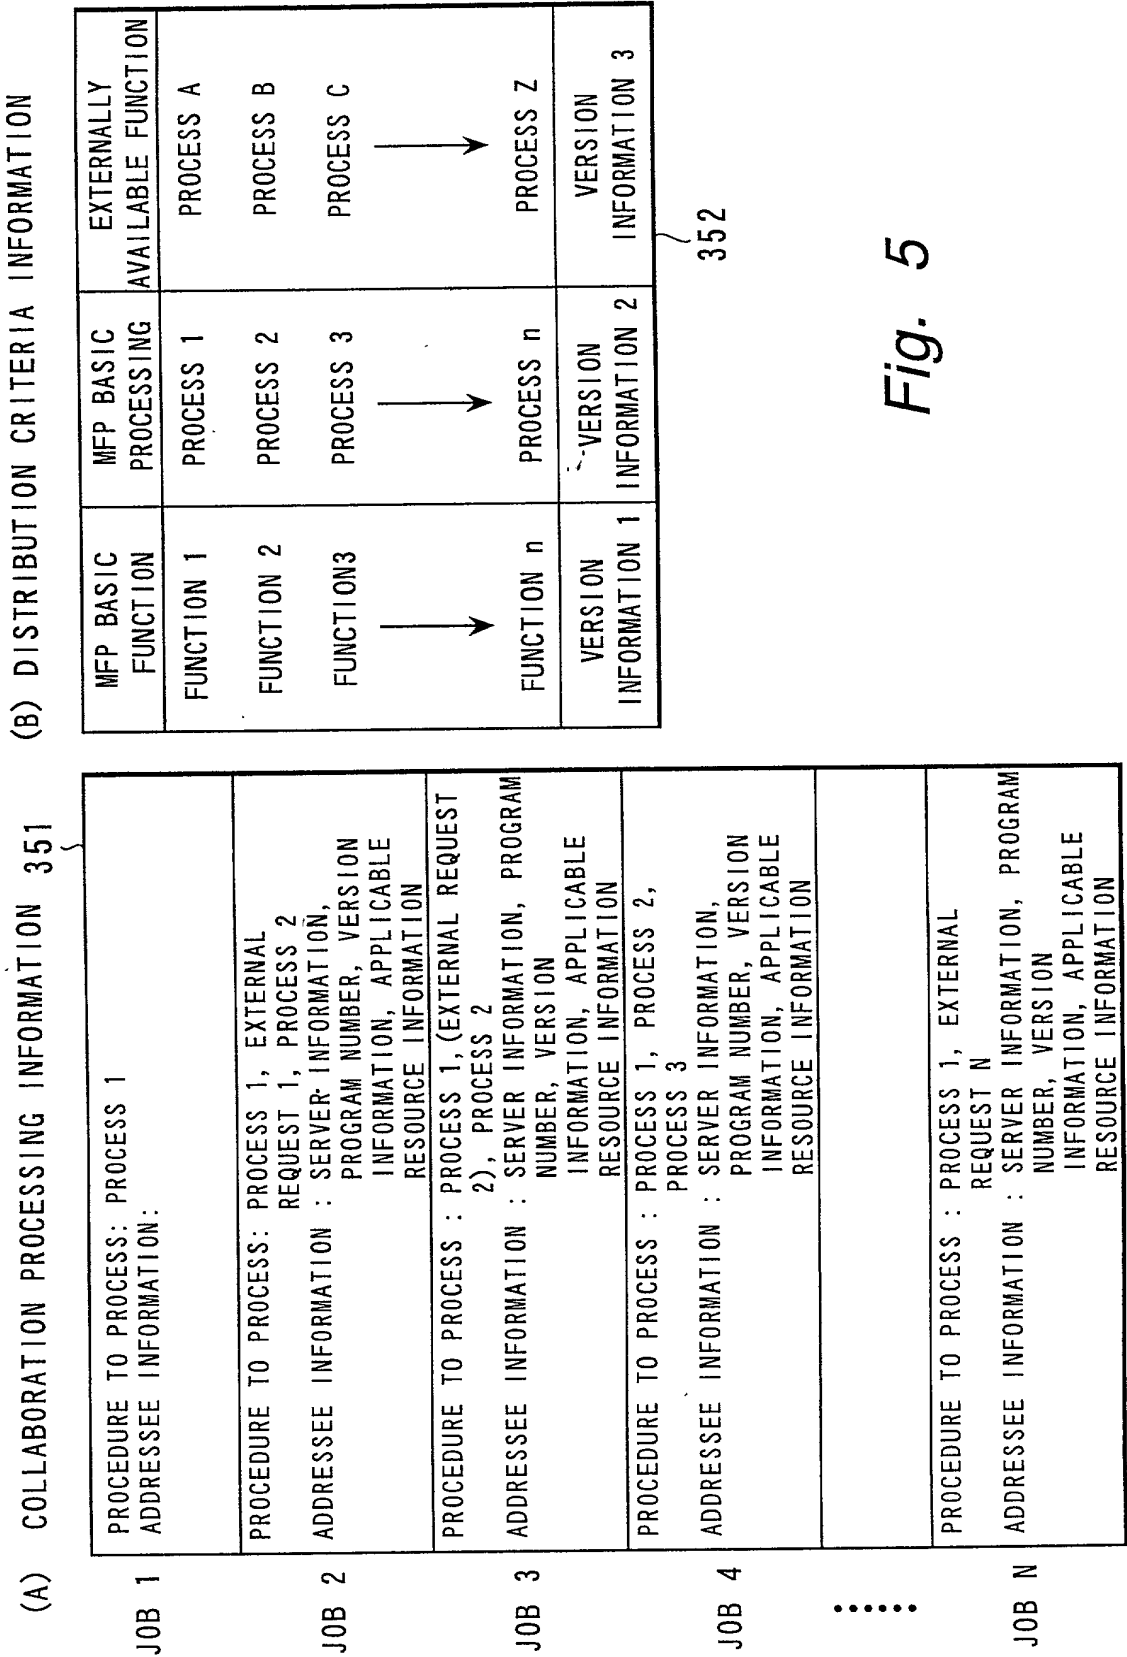 (A) COLLABORATION PROCESSING INFORMATION 351
JOB 1
PROCEDURE TO PROCESS: PROCESS 1
ADDRESSEE INFORMATION:
JOB 2
PROCEDURE TO PROCESS: PROCESS 1, EXTERNAL
REQUEST 1, PROCESS 2
ADDRESSEE INFORMATION : SERVER INFORMATION,
PROGRAM NUMBER, VERSION
INFORMATION, APPLICABLE
RESOURCE INFORMATION
JOB 3
PROCEDURE TO PROCESS : PROCESS 1,(EXTERNAL REQUEST
2), PROCESS 2
ADDRESSEE INFORMATION : SERVER INFORMATION, PROGRAM
NUMBER, VERSION
INFORMATION, APPLICABLE
RESOURCE INFORMATION
JOB 4
PROCEDURE TO PROCESS : PROCESS 1, PROCESS 2,
PROCESS 3
ADDRESSEE INFORMATION : SERVER INFORMATION,
PROGRAM NUMBER, VERSION
INFORMATION, APPLICABLE
RESOURCE INFORMATION
JOB N
PROCEDURE TO PROCESS : PROCESS 1, EXTERNAL
REQUEST N
ADDRESSEE INFORMATION : SERVER INFORMATION, PROGRAM
NUMBER, VERSION
INFORMATION, APPLICABLE
RESOURCE INFORMATION
(B) DISTRIBUTION CRITERIA INFORMATION
MFP BASIC
FUNCTION
MFP BASIC
PROCESSING
EXTERNALLY
AVAILABLE FUNCTION
FUNCTION 1
PROCESS 1
PROCESS A
FUNCTION 2
PROCESS 2
PROCESS B
FUNCTION3
PROCESS 3
PROCESS C
FUNCTION n
PROCESS n
PROCESS Z
VERSION
INFORMATION 1
VERSION
INFORMATION 2
VERSION
INFORMATION 3
352
Fig. 5